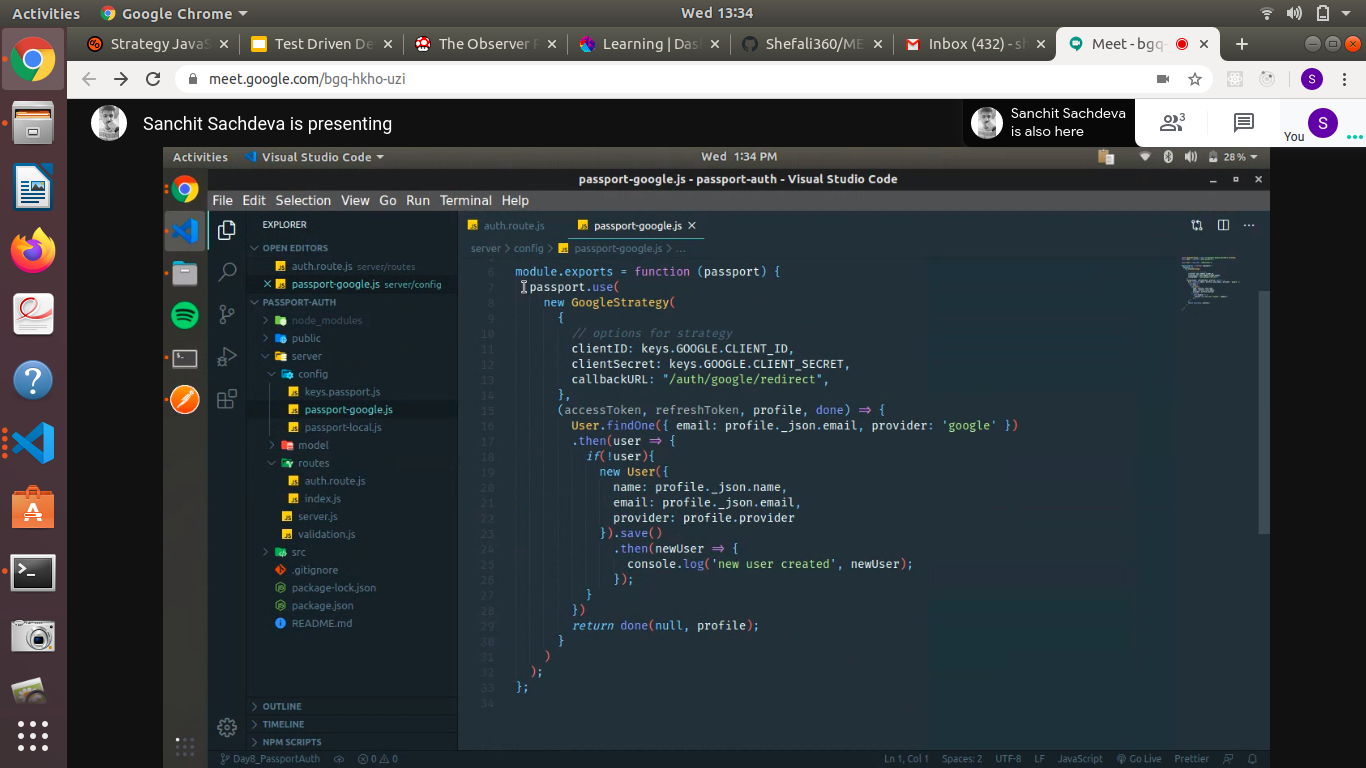 Activities Google Chrome Wed 13:34
Strategy JavaS Test Driven De The Observer P Learning | Das Shefali360/ME Inbox (432) - sh Meet - bgq-
meet.google.com/bgq-hkho-uzi S
Sanchit Sachdeva is presenting
Sanchit Sachdeva
is also here
3
You S
Activities Visual Studio Code Wed 1:34 PM 28 %
passport-google.js - passport-auth - Visual Studio Code
File Edit Selection View Go Run Terminal Help
EXPLORER
OPEN EDITORS
auth.route.js server/routes
passport-google.js server/config
PASSPORT-AUTH
node_modules
public
server
config
keys.passport.js
passport-google.js
passport-local.js
model
routes
auth.route.js
index.js
server.js
validation.js
src
.gitignore
package-lock.json
package.json
README.md
OUTLINE
TIMELINE
NPM SCRIPTS
auth.route.js passport-google.js
server > config > passport-google.js > ...
module.exports = function (passport) {
passport.use(
8 new GoogleStrategy(
9 {
10 // options for strategy
11 clientID: keys.GOOGLE.CLIENT_ID,
12 clientSecret: keys.GOOGLE.CLIENT_SECRET,
13 callbackURL: "/auth/google/redirect",
14 },
15 (accessToken, refreshToken, profile, done) => {
16 User.findOne({ email: profile._json.email, provider: 'google' })
17 .then(user => {
18 if(!user){
19 new User({
20 name: profile._json.name,
21 email: profile._json.email,
22 provider: profile.provider
23 }).save()
24 .then(newUser => {
25 console.log('new user created', newUser);
26 });
27 }
28 })
29 return done(null, profile);
30 }
31 )
32 );
33 };
34
Day8_PassportAuth 0 0 Ln 1, Col 1 Spaces: 2 UTF-8 LF JavaScript Go Live Prettier